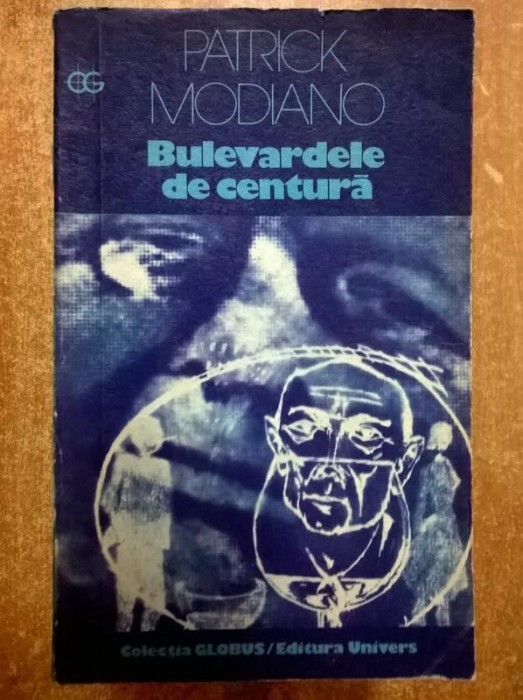 PATRICK
MODIANO
CG
Bulevardele
de centură
Colecția GLOBUS/Editura Univers